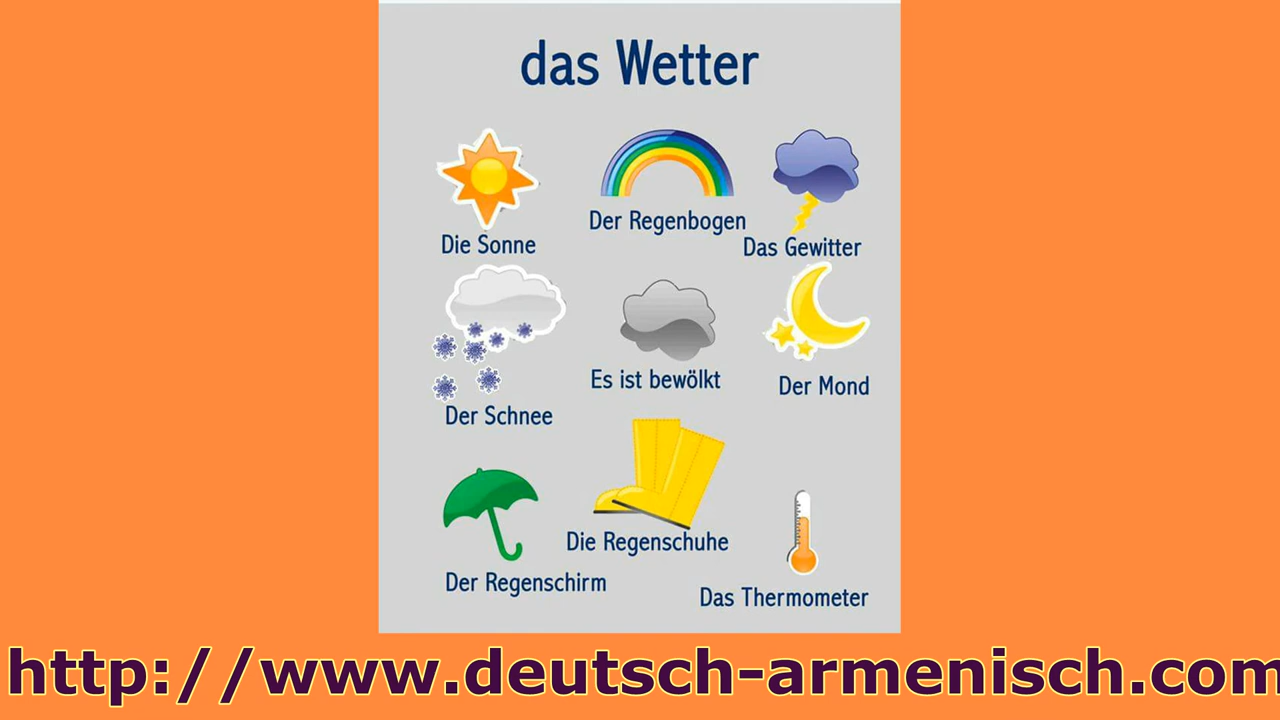 das Wetter
Die Sonne
Der Regenbogen
Das Gewitter
Der Schnee
Es ist bewölkt
Der Mond
Der Regenschirm
Die Regenschuhe
Das Thermometer
http://www.deutsch-armenisch.com